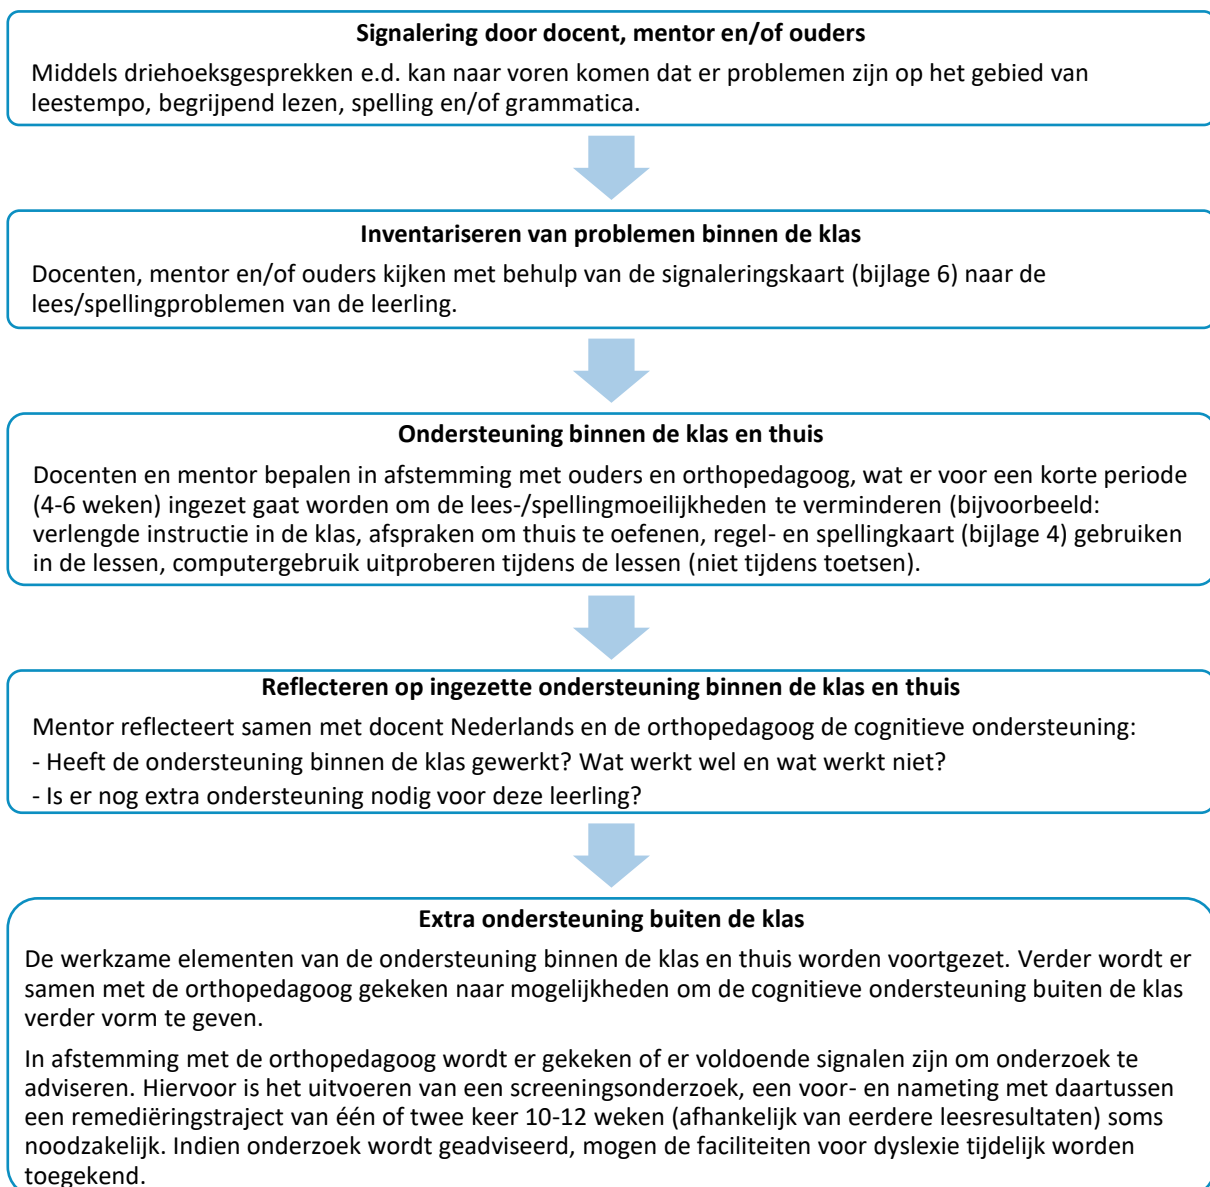 Signalering door docent, mentor en/of ouders
Middels driehoeksgesprekken e.d. kan naar voren komen dat er problemen zijn op het gebied van
leestempo, begrijpend lezen, spelling en/of grammatica.
Inventariseren van problemen binnen de klas
Docenten, mentor en/of ouders kijken met behulp van de signaleringskaart (bijlage 6) naar de
lees/spellingproblemen van de leerling.
Ondersteuning binnen de klas en thuis
Docenten en mentor bepalen in afstemming met ouders en orthopedagoog, wat er voor een korte periode
(4-6 weken) ingezet gaat worden om de lees-/spellingmoeilijkheden te verminderen (bijvoorbeeld:
verlengde instructie in de klas, afspraken om thuis te oefenen, regel- en spellingkaart (bijlage 4) gebruiken
in de lessen, computergebruik uitproberen tijdens de lessen (niet tijdens toetsen).
Reflecteren op ingezette ondersteuning binnen de klas en thuis
Mentor reflecteert samen met docent Nederlands en de orthopedagoog de cognitieve ondersteuning:
- Heeft de ondersteuning binnen de klas gewerkt? Wat werkt wel en wat werkt niet?
- Is er nog extra ondersteuning nodig voor deze leerling?
Extra ondersteuning buiten de klas
De werkzame elementen van de ondersteuning binnen de klas en thuis worden voortgezet. Verder wordt er
samen met de orthopedagoog gekeken naar mogelijkheden om de cognitieve ondersteuning buiten de klas
verder vorm te geven.
In afstemming met de orthopedagoog wordt er gekeken of er voldoende signalen zijn om onderzoek te
adviseren. Hiervoor is het uitvoeren van een screeningsonderzoek, een voor- en nameting met daartussen
een remediëringstraject van één of twee keer 10-12 weken (afhankelijk van eerdere leesresultaten) soms
noodzakelijk. Indien onderzoek wordt geadviseerd, mogen de faciliteiten voor dyslexie tijdelijk worden
toegekend.